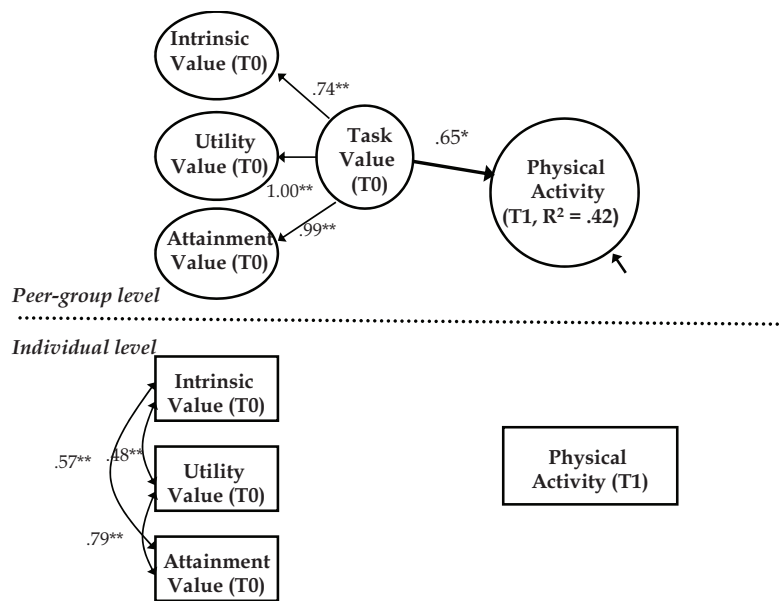 Intrinsic
Value (T0)
.74**
Utility
Value (T0)
1.00**
Task
Value
(T0)
.65*
Physical
Activity
(T1, R² = .42)
Attainment
Value (T0)
.99**
Peer-group level
Individual level
Intrinsic
Value (T0)
.57**
.48**
Utility
Value (T0)
Physical
Activity (T1)
.79**
Attainment
Value (T0)